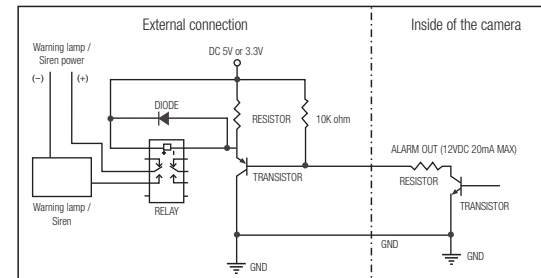 External connection
Inside of the camera
Warning lamp /
Siren power
(−)
(+)
DC 5V or 3.3V
DIODE
RESISTOR
10K ohm
ALARM OUT (12VDC 20mA MAX)
RESISTOR
TRANSISTOR
TRANSISTOR
RELAY
Warning lamp /
Siren
GND
GND
GND